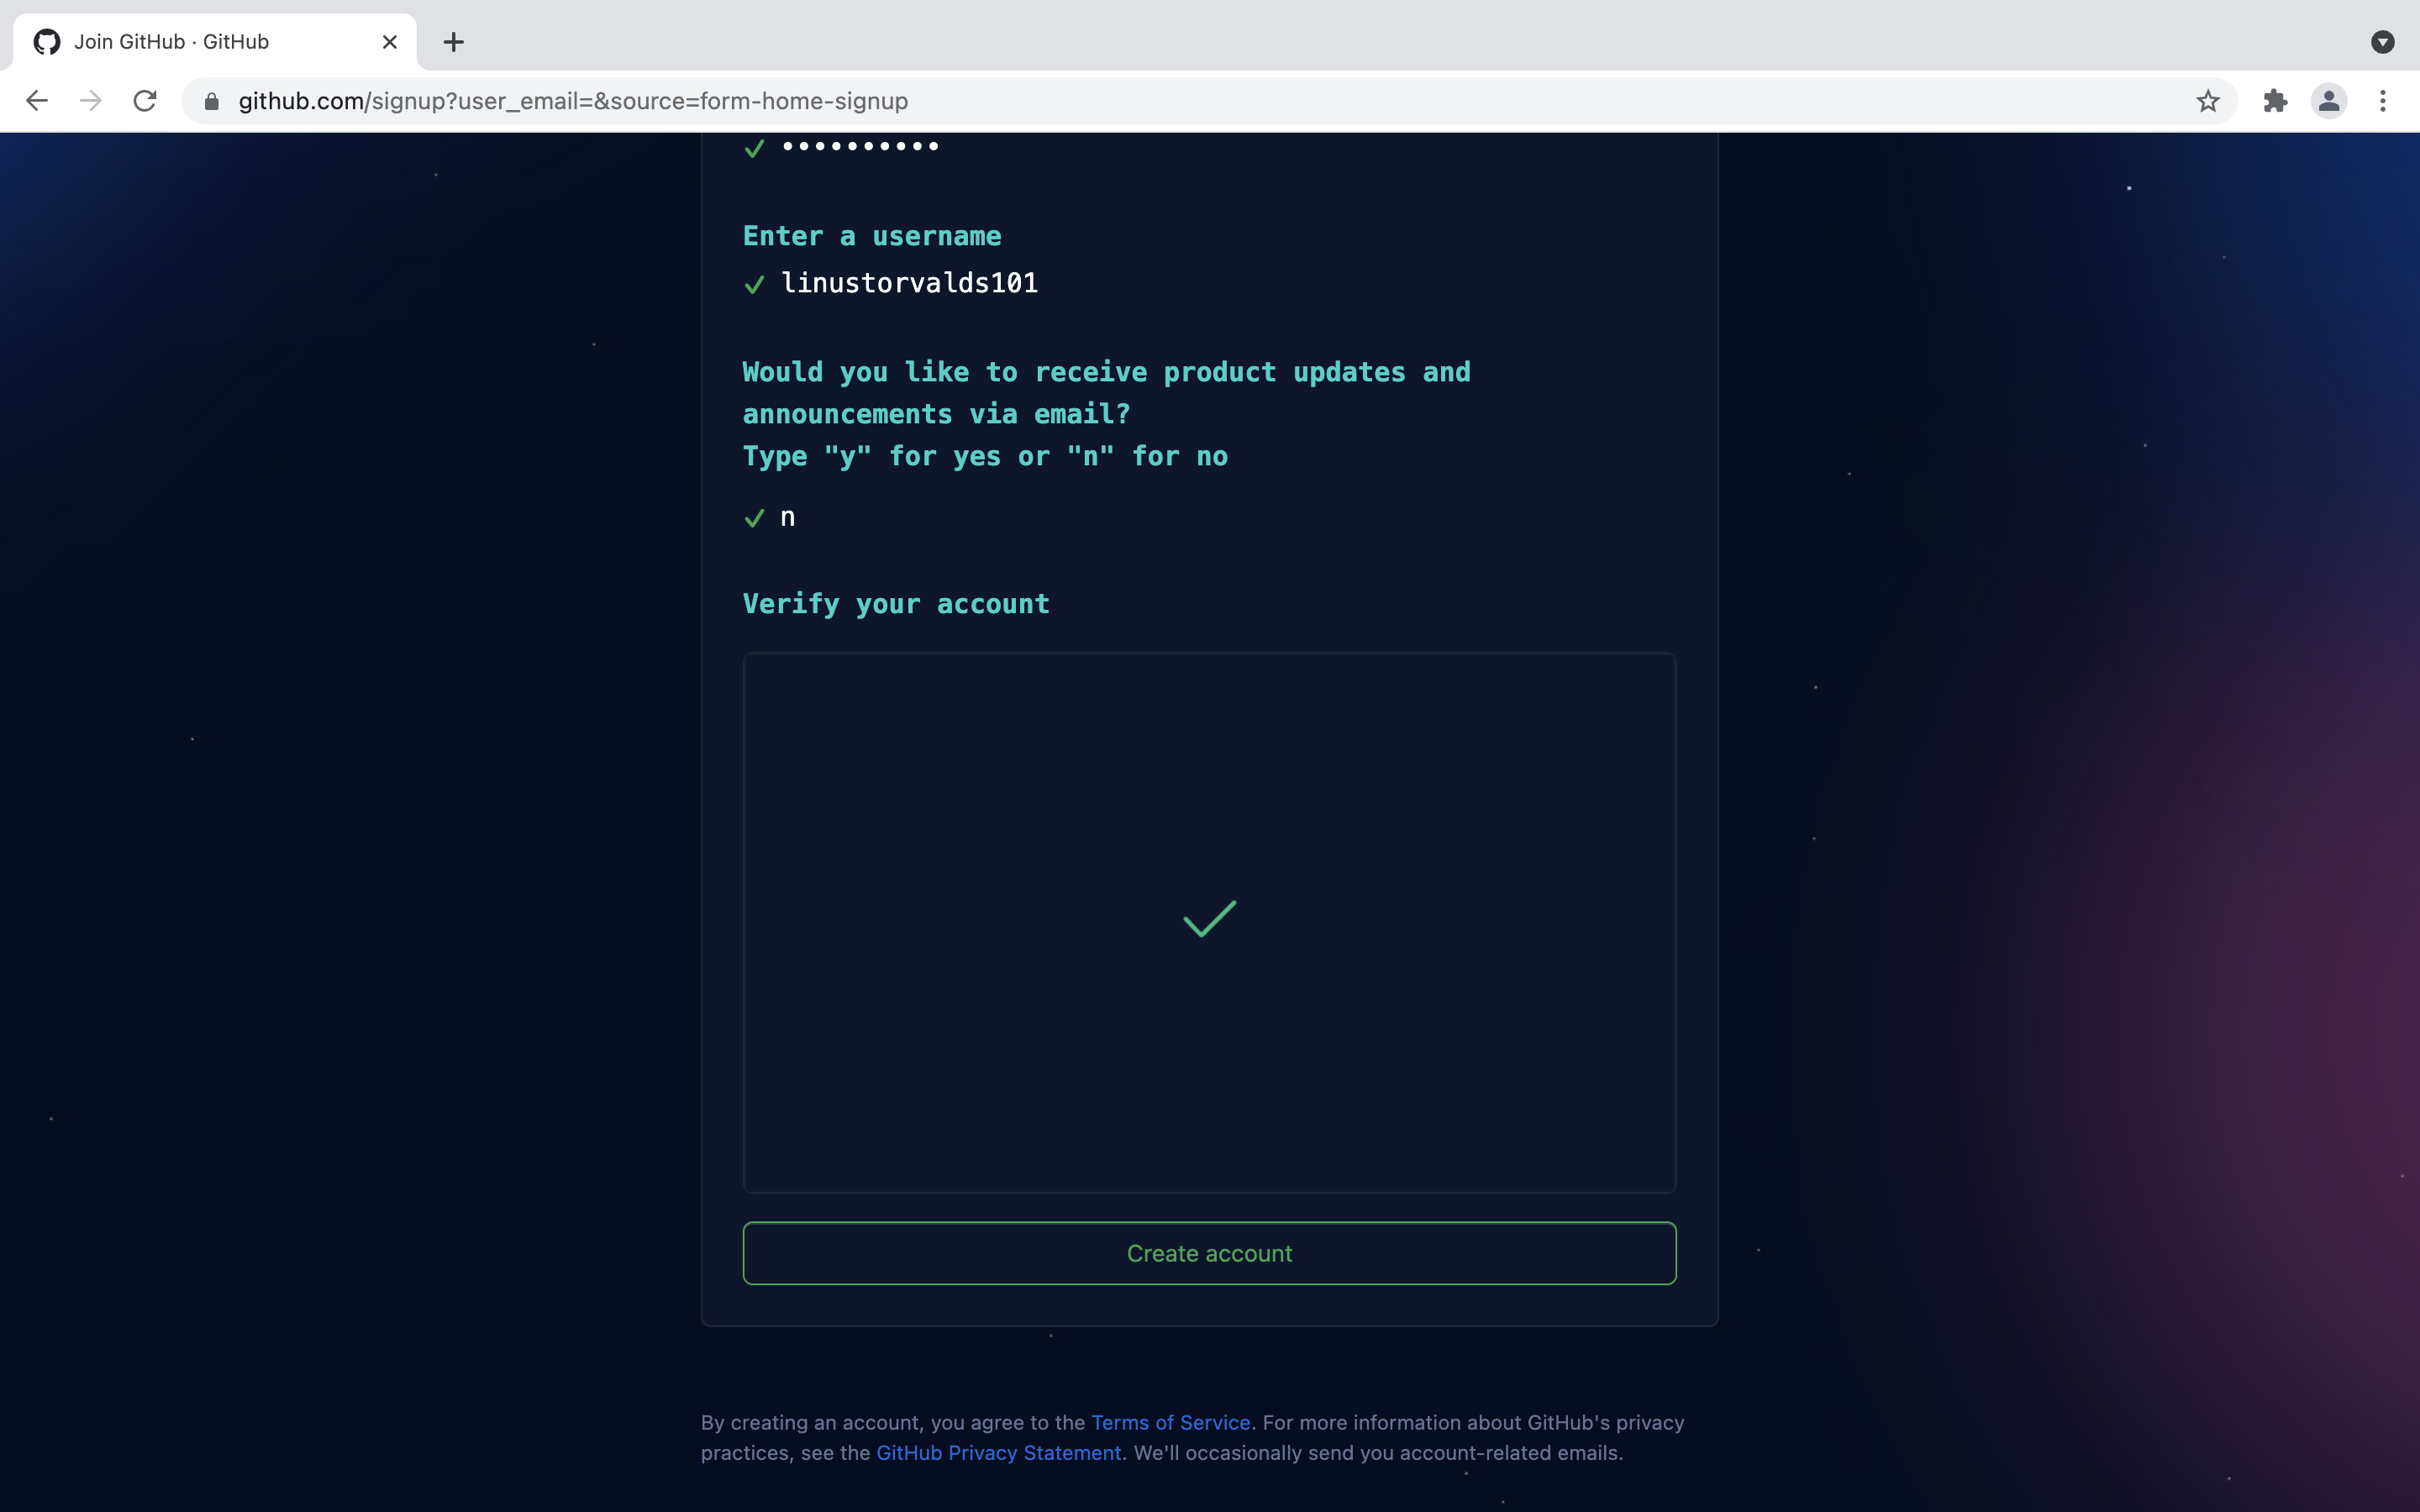 Join GitHub · GitHub
github.com/signup?user_email=&source=form-home-signup
••••••••••
Enter a username
linustorvalds101
Would you like to receive product updates and
announcements via email?
Type "y" for yes or "n" for no
n
Verify your account
Create account
By creating an account, you agree to the Terms of Service. For more information about GitHub's privacy
practices, see the GitHub Privacy Statement. We'll occasionally send you account-related emails.